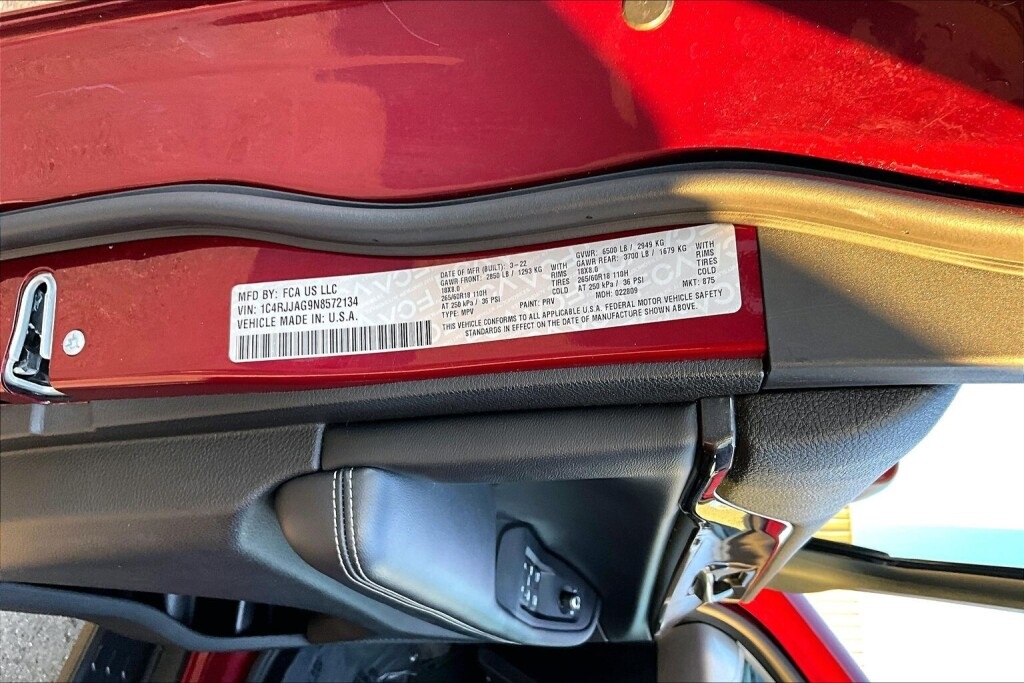 MFD BY: FCA US LLC
VIN: 1C4RJJAG9N8572134
VEHICLE MADE IN: U.S.A.
DATE OF MFR (BUILT): 3-22
GAWR FRONT: 2850 LB / 1293 KG WITH
18X8.0 RIMS
265/60R18 110H TIRES
AT 250 kPa / 36 PSI COLD
TYPE: MPV PAINT: PRV
GVWR: 6500 LB / 2949 KG
GAWR REAR: 3700 LB / 1679 KG WITH
18X8.0 RIMS
265/60R18 110H TIRES
AT 250 kPa / 36 PSI COLD
MDH: 022809 MKT: 875
THIS VEHICLE CONFORMS TO ALL APPLICABLE U.S.A. FEDERAL MOTOR VEHICLE SAFETY
STANDARDS IN EFFECT ON THE DATE OF MANUFACTURE SHOWN ABOVE.